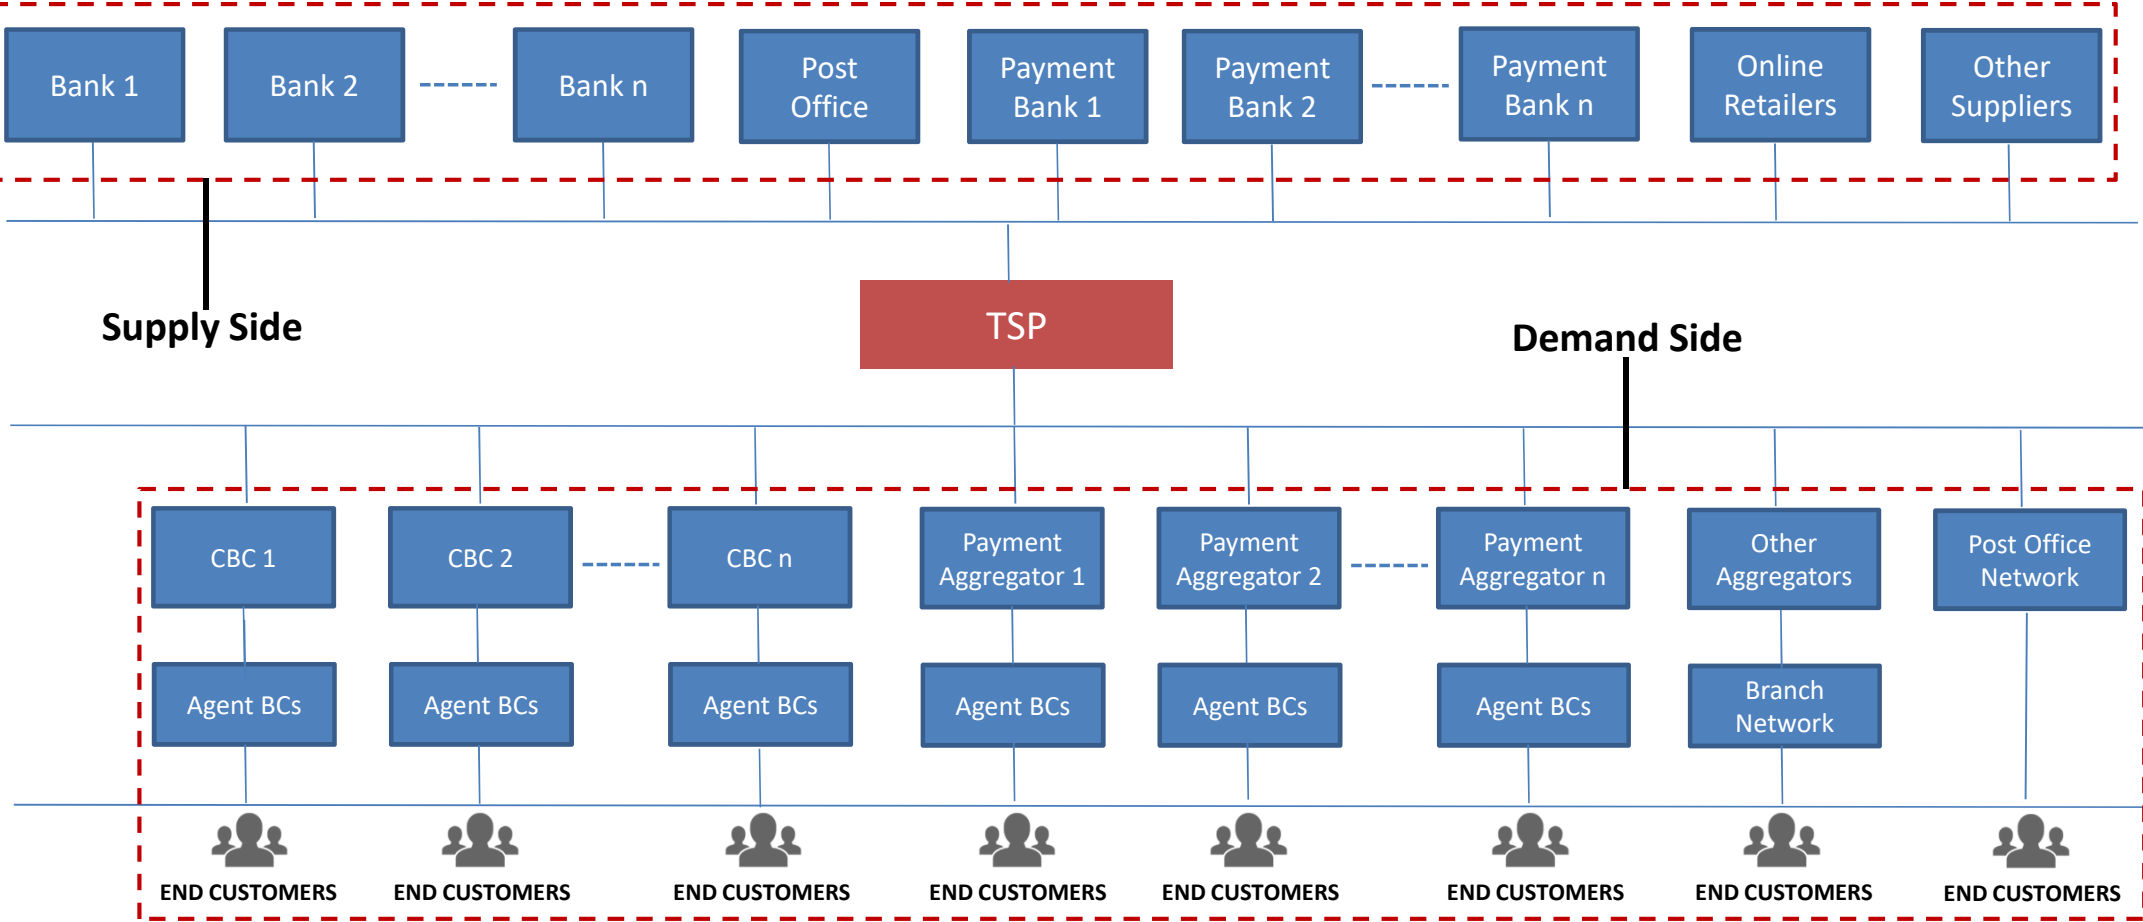 Bank 1
Bank 2
Bank n
Post
Office
Payment
Bank 1
Payment
Bank 2
Payment
Bank n
Online
Retailers
Other
Suppliers
Supply Side
TSP
Demand Side
CBC 1
CBC 2
CBC n
Payment
Aggregator 1
Payment
Aggregator 2
Payment
Aggregator n
Other
Aggregators
Post Office
Network
Agent BCs
Agent BCs
Agent BCs
Agent BCs
Agent BCs
Agent BCs
Branch
Network
END CUSTOMERS
END CUSTOMERS
END CUSTOMERS
END CUSTOMERS
END CUSTOMERS
END CUSTOMERS
END CUSTOMERS
END CUSTOMERS